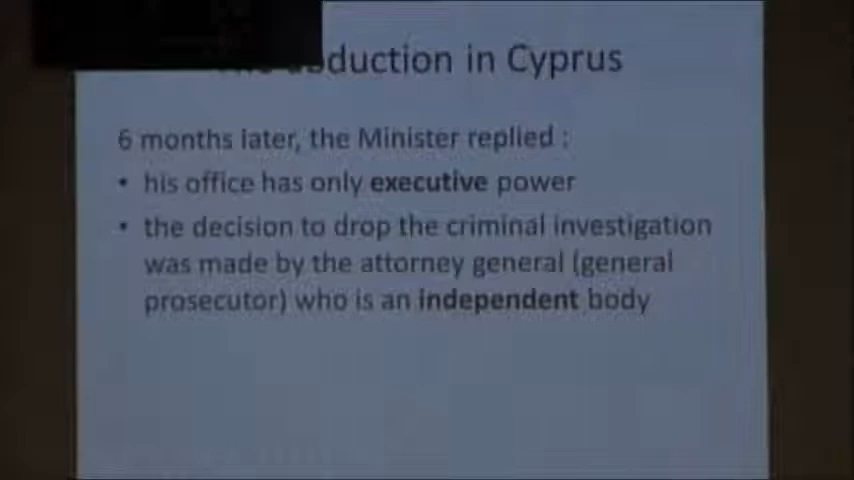 abduction in Cyprus
6 months later, the Minister replied :
• his office has only executive power
• the decision to drop the criminal investigation
was made by the attorney general (general
prosecutor) who is an independent body